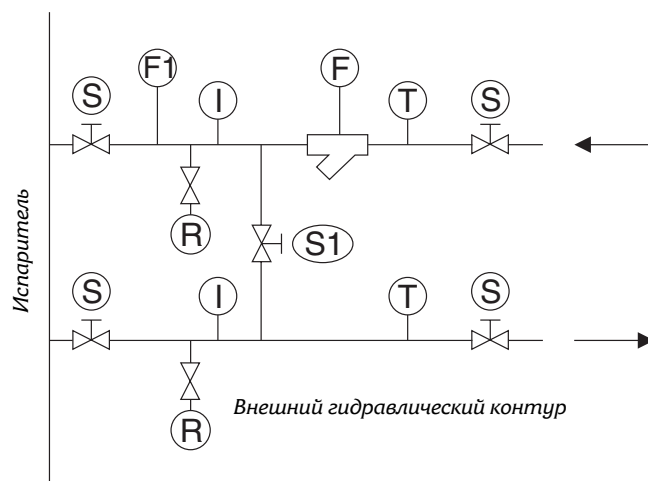 F1
F
S
I
T
S
R
S1
Испаритель
S
I
T
S
R
Внешний гидравлический контур